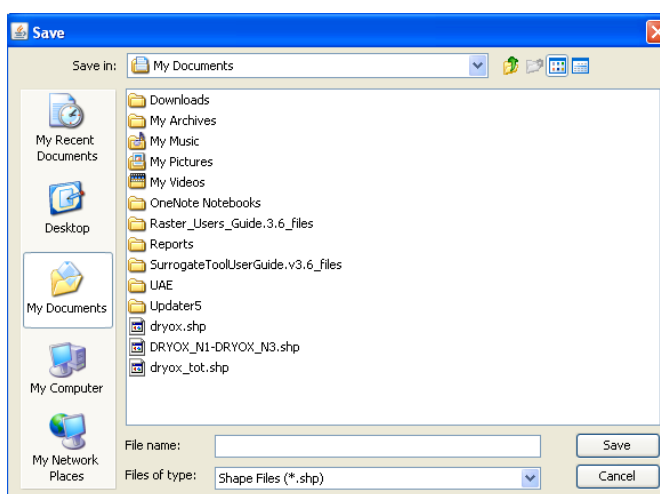 Save
Save in:
My Documents
My Recent
Documents
Desktop
My Documents
My Computer
My Network
Places
Downloads
My Archives
My Music
My Pictures
My Videos
OneNote Notebooks
Raster_Users_Guide.3.6_files
Reports
SurrogateToolUserGuide.v3.6_files
UAE
Updater5
dryox.shp
DRYOX_N1-DRYOX_N3.shp
dryox_tot.shp
File name:
Save
Files of type:
Shape Files (*.shp)
Cancel